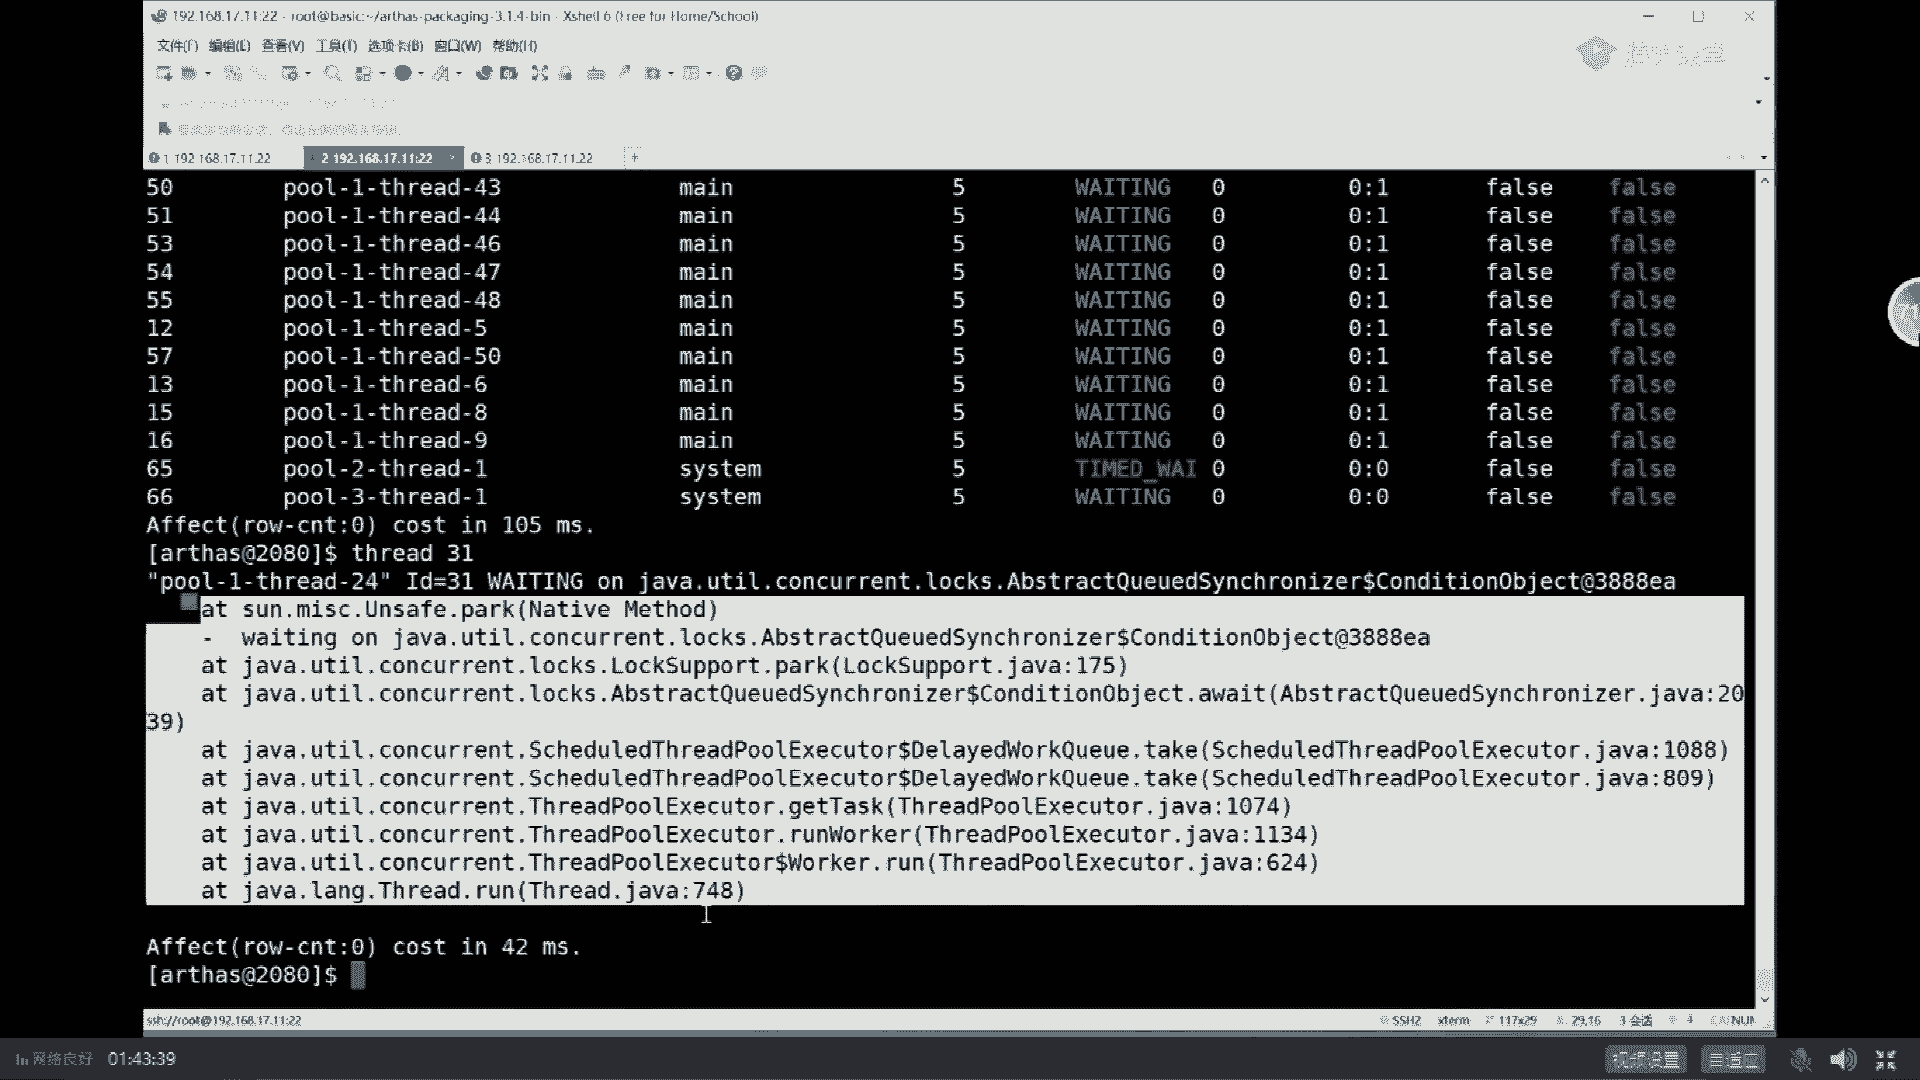 192.168.17.11:22 - root@basic:~/arthas-packaging-3.1.4-bin - Xshell 6 (Free for Home/School)
文件(F) 编辑(E) 查看(V) 工具(T) 选项卡(B) 窗口(W) 帮助(H)
1 192.168.17.11:22 2 192.168.17.11:22 × 3 192.168.17.11:22 +
50 pool-1-thread-43 main 5 WAITING 0 0:1 false false
51 pool-1-thread-44 main 5 WAITING 0 0:1 false false
53 pool-1-thread-46 main 5 WAITING 0 0:1 false false
54 pool-1-thread-47 main 5 WAITING 0 0:1 false false
55 pool-1-thread-48 main 5 WAITING 0 0:1 false false
12 pool-1-thread-5 main 5 WAITING 0 0:1 false false
57 pool-1-thread-50 main 5 WAITING 0 0:1 false false
13 pool-1-thread-6 main 5 WAITING 0 0:1 false false
15 pool-1-thread-8 main 5 WAITING 0 0:1 false false
16 pool-1-thread-9 main 5 WAITING 0 0:1 false false
65 pool-2-thread-1 system 5 TIMED_WAI 0 0:0 false false
66 pool-3-thread-1 system 5 WAITING 0 0:0 false false
Affect(row-cnt:0) cost in 105 ms.
[arthas@2080]$ thread 31
"pool-1-thread-24" Id=31 WAITING on java.util.concurrent.locks.AbstractQueuedSynchronizer$ConditionObject@3888ea
at sun.misc.Unsafe.park(Native Method)
- waiting on java.util.concurrent.locks.AbstractQueuedSynchronizer$ConditionObject@3888ea
at java.util.concurrent.locks.LockSupport.park(LockSupport.java:175)
at java.util.concurrent.locks.AbstractQueuedSynchronizer$ConditionObject.await(AbstractQueuedSynchronizer.java:20
39)
at java.util.concurrent.ScheduledThreadPoolExecutor$DelayedWorkQueue.take(ScheduledThreadPoolExecutor.java:1088)
at java.util.concurrent.ScheduledThreadPoolExecutor$DelayedWorkQueue.take(ScheduledThreadPoolExecutor.java:809)
at java.util.concurrent.ThreadPoolExecutor.getTask(ThreadPoolExecutor.java:1074)
at java.util.concurrent.ThreadPoolExecutor.runWorker(ThreadPoolExecutor.java:1134)
at java.util.concurrent.ThreadPoolExecutor$Worker.run(ThreadPoolExecutor.java:624)
at java.lang.Thread.run(Thread.java:748)
Affect(row-cnt:0) cost in 42 ms.
[arthas@2080]$
ssh://root@192.168.17.11:22 SSH2 xterm 117x29 29,16 3 会话
网络良好 01:43:39